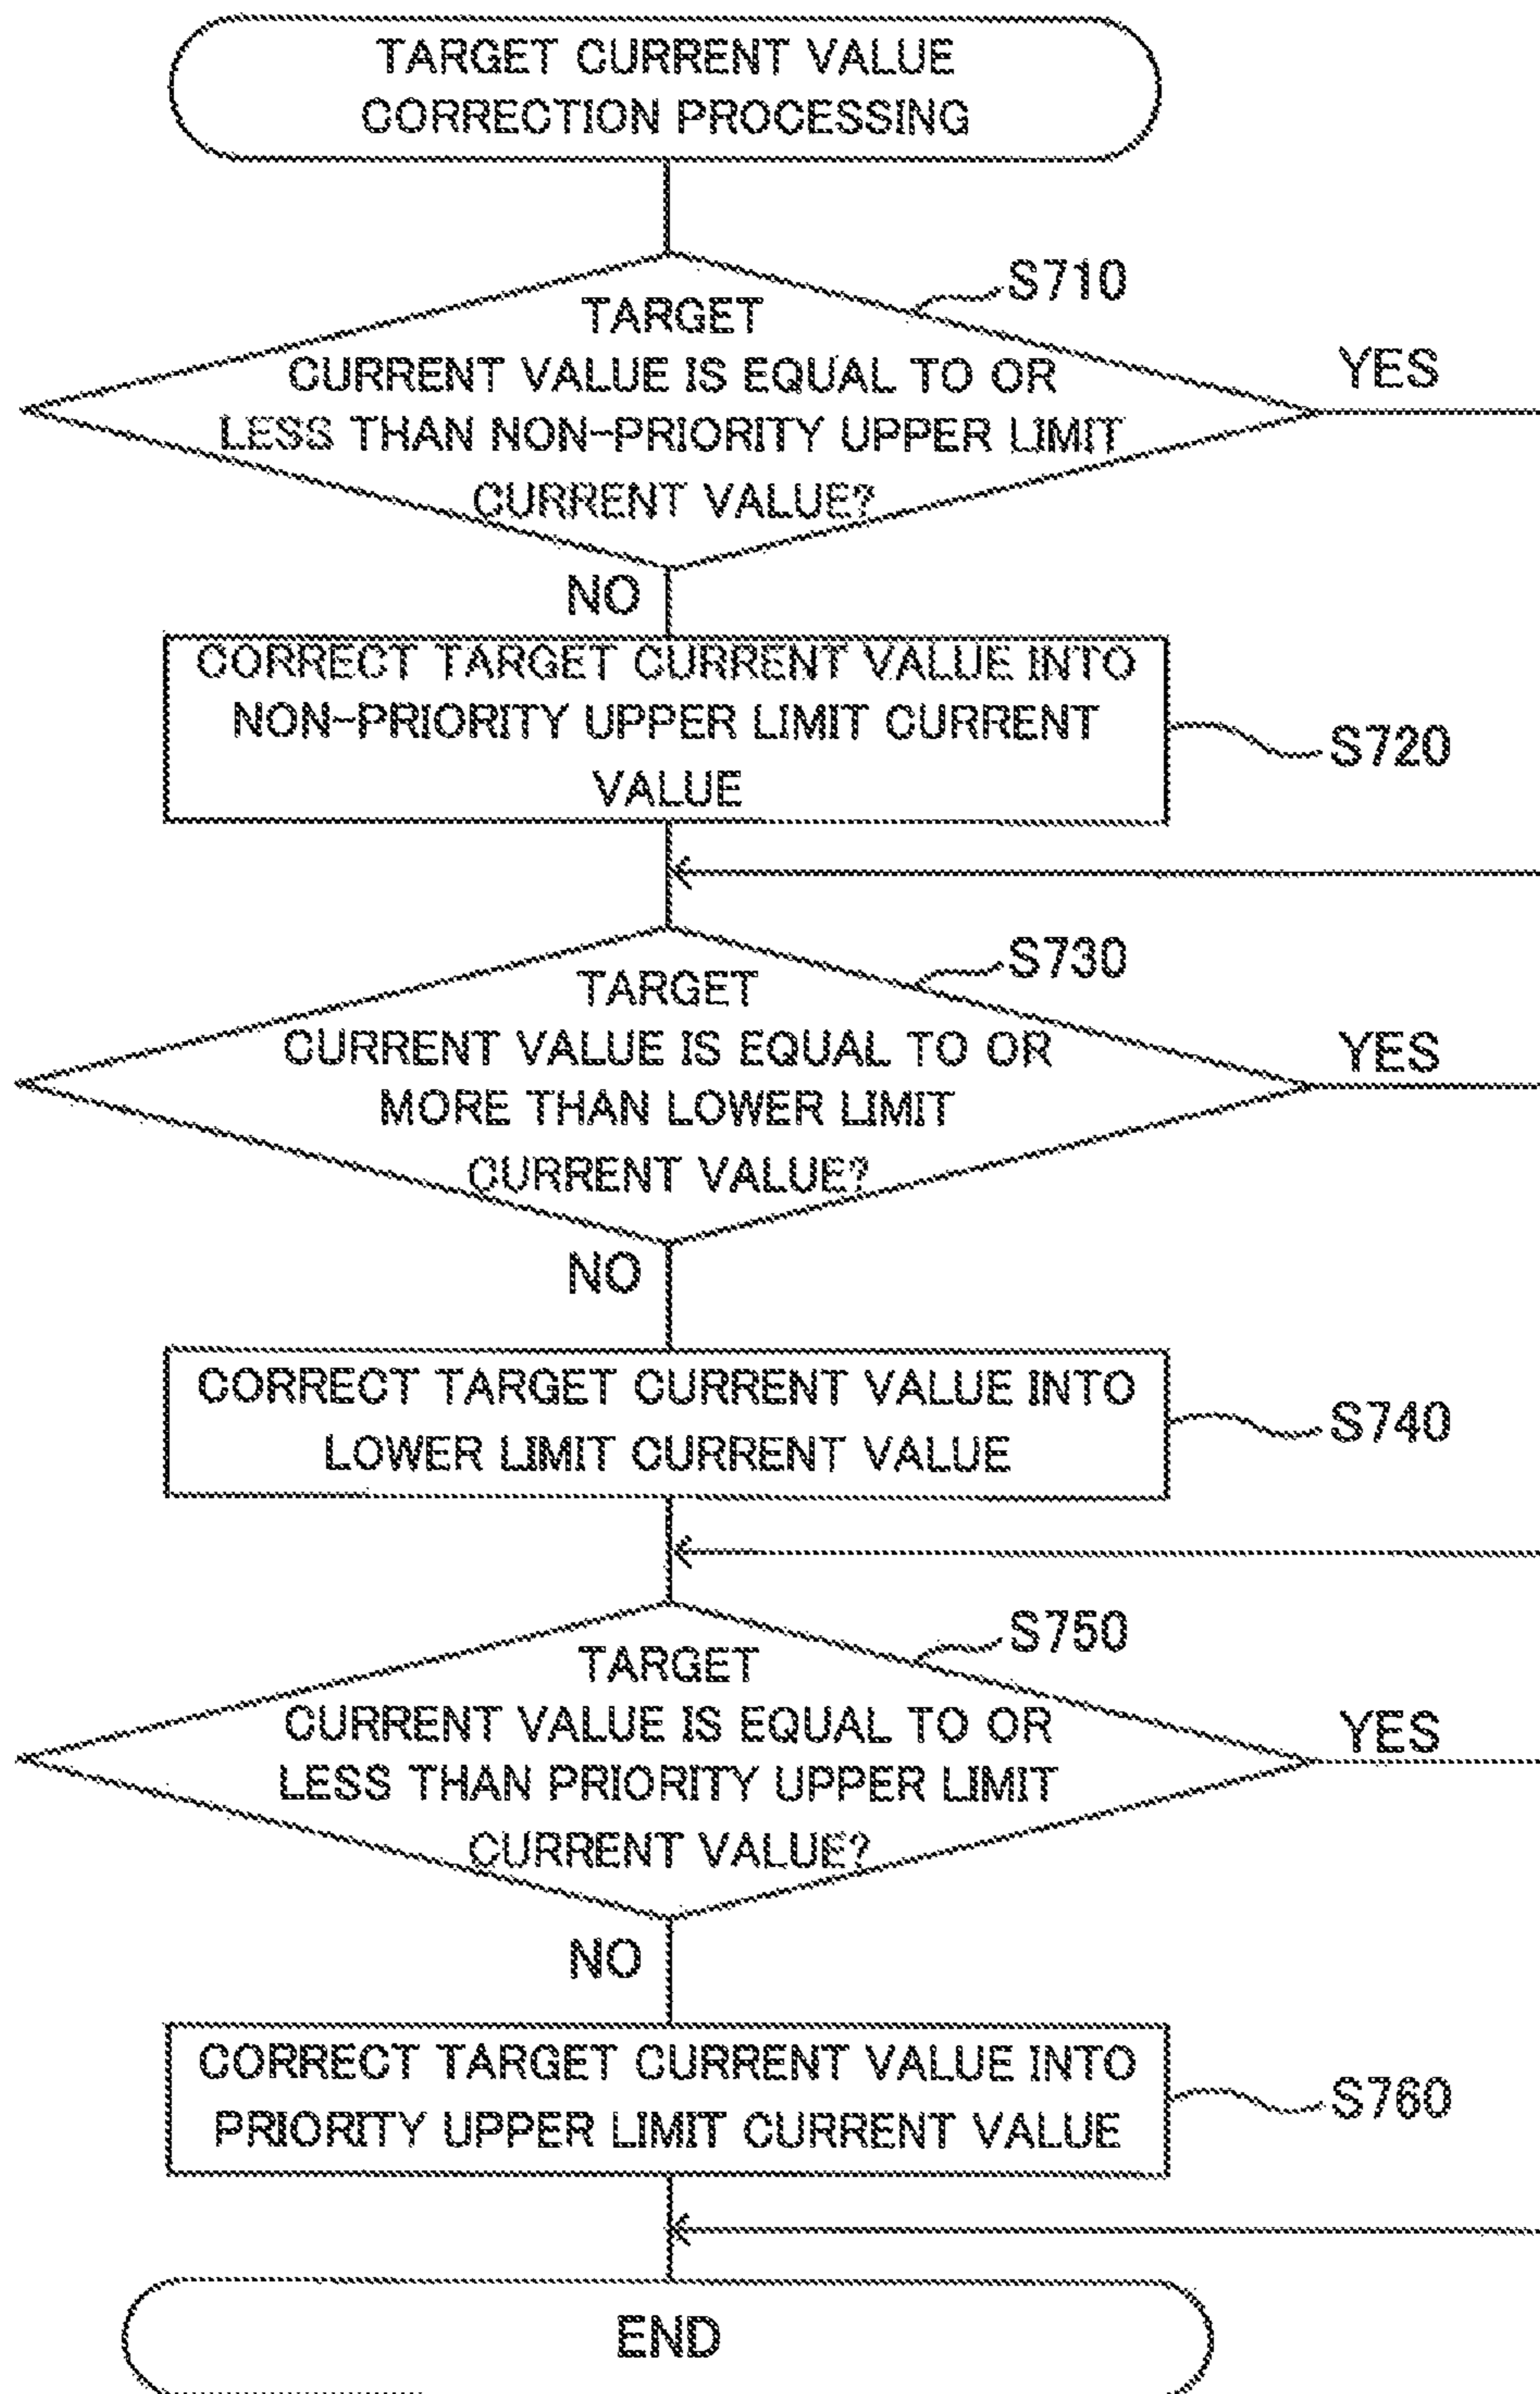 TARGET CURRENT VALUE
CORRECTION PROCESSING
S710
TARGET
CURRENT VALUE IS EQUAL TO OR
LESS THAN NON-PRIORITY UPPER LIMIT
CURRENT VALUE?
YES
NO
CORRECT TARGET CURRENT VALUE INTO
NON-PRIORITY UPPER LIMIT CURRENT
VALUE
S720
S730
TARGET
CURRENT VALUE IS EQUAL TO OR
MORE THAN LOWER LIMIT
CURRENT VALUE?
YES
NO
CORRECT TARGET CURRENT VALUE INTO
LOWER LIMIT CURRENT VALUE
S740
S750
TARGET
CURRENT VALUE IS EQUAL TO OR
LESS THAN PRIORITY UPPER LIMIT
CURRENT VALUE?
YES
NO
CORRECT TARGET CURRENT VALUE INTO
PRIORITY UPPER LIMIT CURRENT VALUE
S760
END